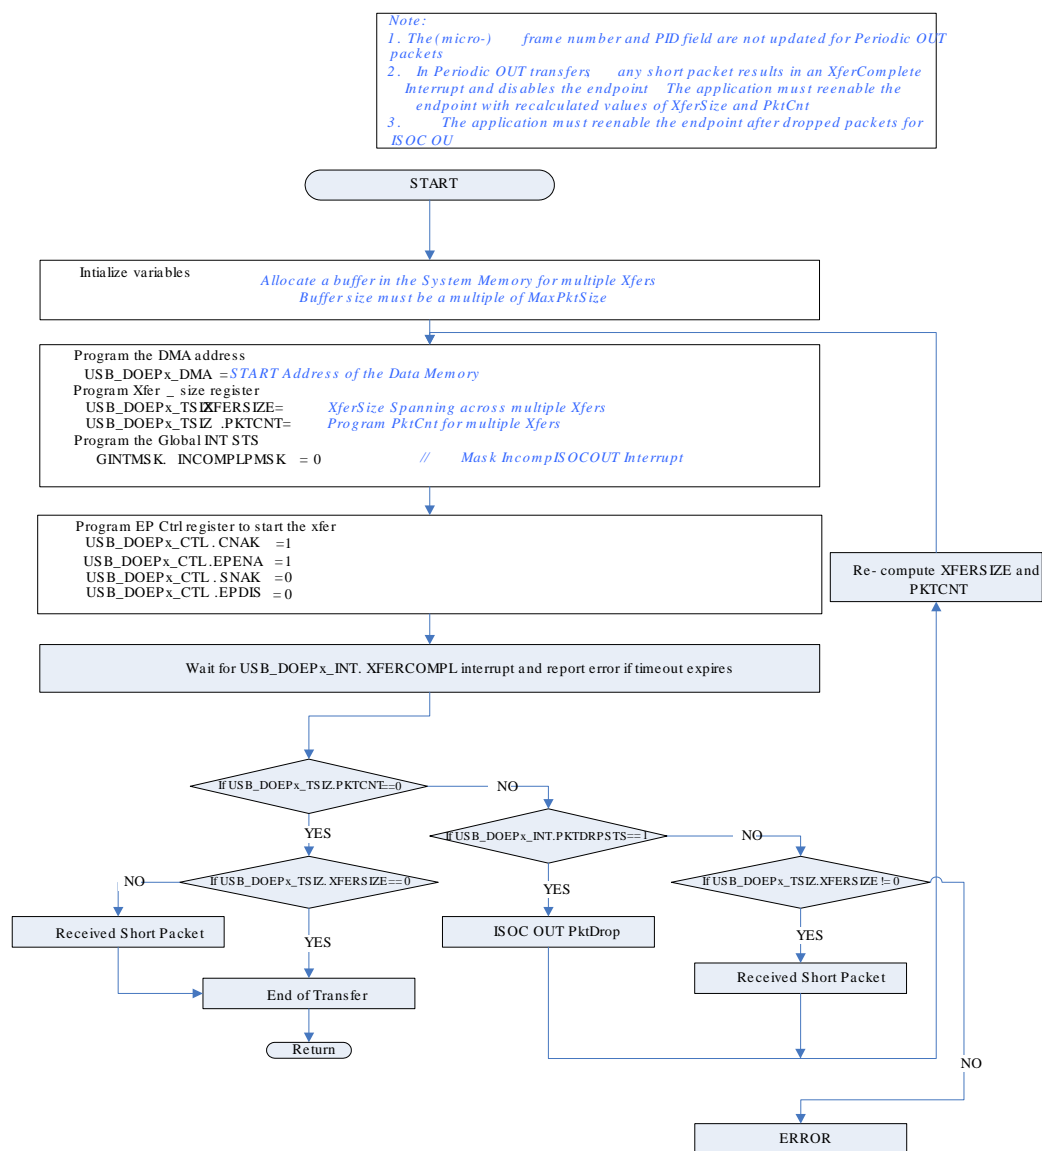 Note:
1. The (micro-) frame number and PID field are not updated for Periodic OUT
packets
2. In Periodic OUT transfers, any short packet results in an XferComplete
Interrupt and disables the endpoint. The application must reenable the
endpoint with recalculated values of XferSize and PktCnt
3. The application must reenable the endpoint after dropped packets for
ISOC OU
START
Intialize variables
Allocate a buffer in the System Memory for multiple Xfers
Buffer size must be a multiple of MaxPktSize
Program the DMA address
USB_DOEPx_DMA = START Address of the Data Memory
Program Xfer _ size register
USB_DOEPx_TSIZ.XFERSIZE= XferSize Spanning across multiple Xfers
USB_DOEPx_TSIZ .PKTCNT= Program PktCnt for multiple Xfers
Program the Global INT STS
GINTMSK. INCOMPLPMSK = 0 // Mask IncompISOCOUT Interrupt
Program EP Ctrl register to start the xfer
USB_DOEPx_CTL . CNAK =1
USB_DOEPx_CTL .EPENA =1
USB_DOEPx_CTL . SNAK =0
USB_DOEPx_CTL .EPDIS =0
Re- compute XFERSIZE and
PKTCNT
Wait for USB_DOEPx_INT. XFERCOMPL interrupt and report error if timeout expires
If USB_DOEPx_TSIZ.PKTCNT==0
NO
YES
If USB_DOEPx_INT.PKTDRPSTS==1
NO
NO
If USB_DOEPx_TSIZ. XFERSIZE==0
YES
If USB_DOEPx_TSIZ.XFERSIZE != 0
Received Short Packet
YES
ISOC OUT PktDrop
YES
End of Transfer
Received Short Packet
Return
NO
ERROR